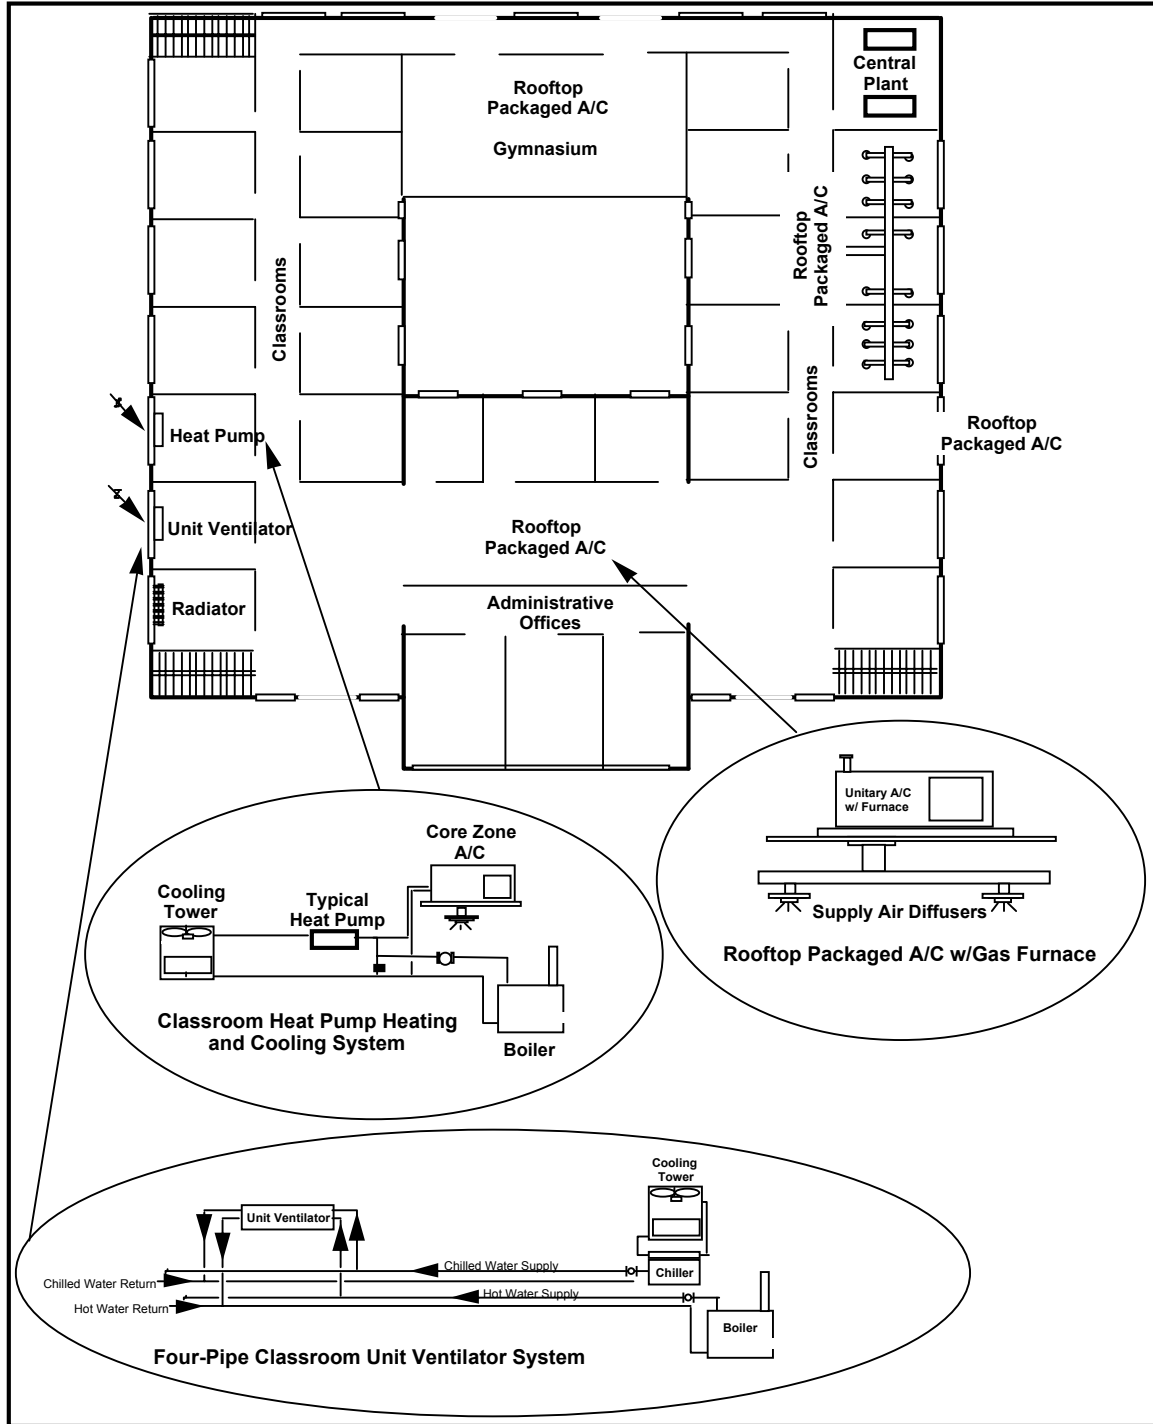 Central
Plant
Rooftop
Packaged A/C
Gymnasium
Rooftop
Packaged A/C
Classrooms
Classrooms
Rooftop
Packaged A/C
Heat Pump
Unit Ventilator
Rooftop
Packaged A/C
Radiator
Administrative
Offices
Unitary A/C
w/ Furnace
Supply Air Diffusers
Rooftop Packaged A/C w/Gas Furnace
Core Zone
A/C
Cooling
Tower
Typical
Heat Pump
Classroom Heat Pump Heating
and Cooling System
Boiler
Cooling
Tower
Unit Ventilator
Chilled Water Supply
Chiller
Chilled Water Return
Hot Water Supply
Hot Water Return
Boiler
Four-Pipe Classroom Unit Ventilator System